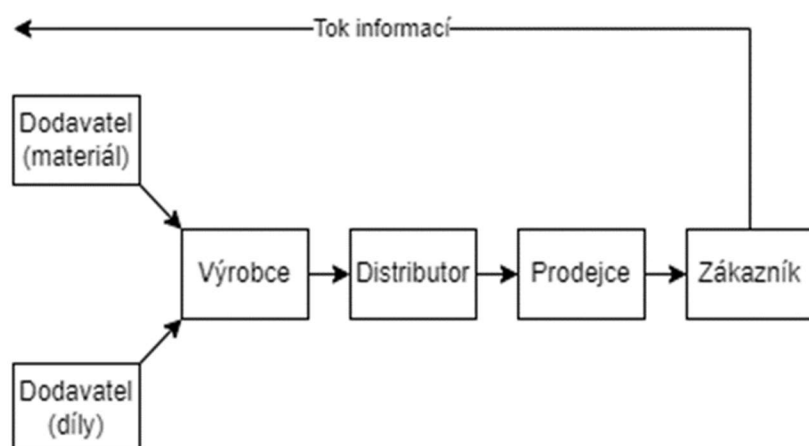 Tok informací
Dodavatel
(materiál)
Výrobce
Distributor
Prodejce
Zákazník
Dodavatel
(díly)